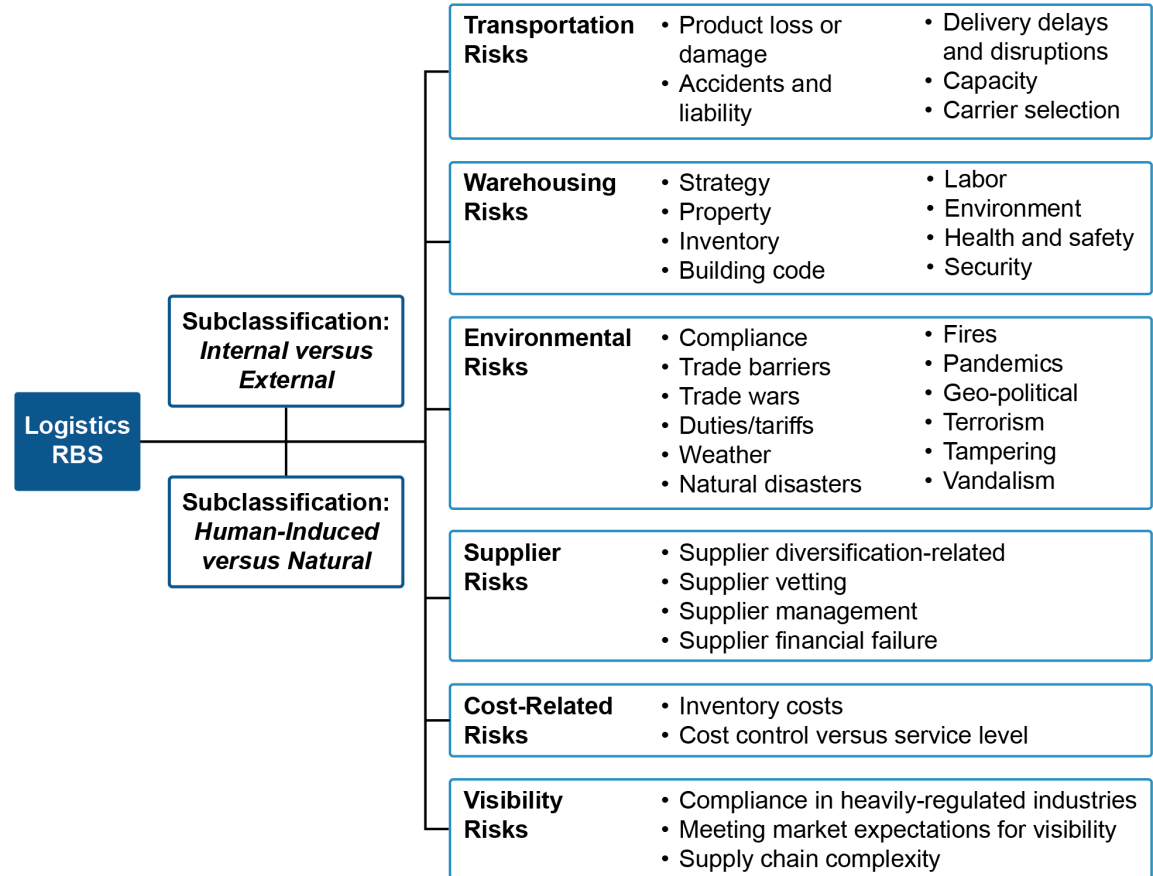 Logistics
RBS
Subclassification:
Internal versus
External
Subclassification:
Human-Induced
versus Natural
Transportation
Risks
• Product loss or
damage
• Accidents and
liability
• Delivery delays
and disruptions
• Capacity
• Carrier selection
Warehousing
Risks
• Strategy
• Property
• Inventory
• Building code
• Labor
• Environment
• Health and safety
• Security
Environmental
Risks
• Compliance
• Trade barriers
• Trade wars
• Duties/tariffs
• Weather
• Natural disasters
• Fires
• Pandemics
• Geo-political
• Terrorism
• Tampering
• Vandalism
Supplier
Risks
• Supplier diversification-related
• Supplier vetting
• Supplier management
• Supplier financial failure
Cost-Related
Risks
• Inventory costs
• Cost control versus service level
Visibility
Risks
• Compliance in heavily-regulated industries
• Meeting market expectations for visibility
• Supply chain complexity